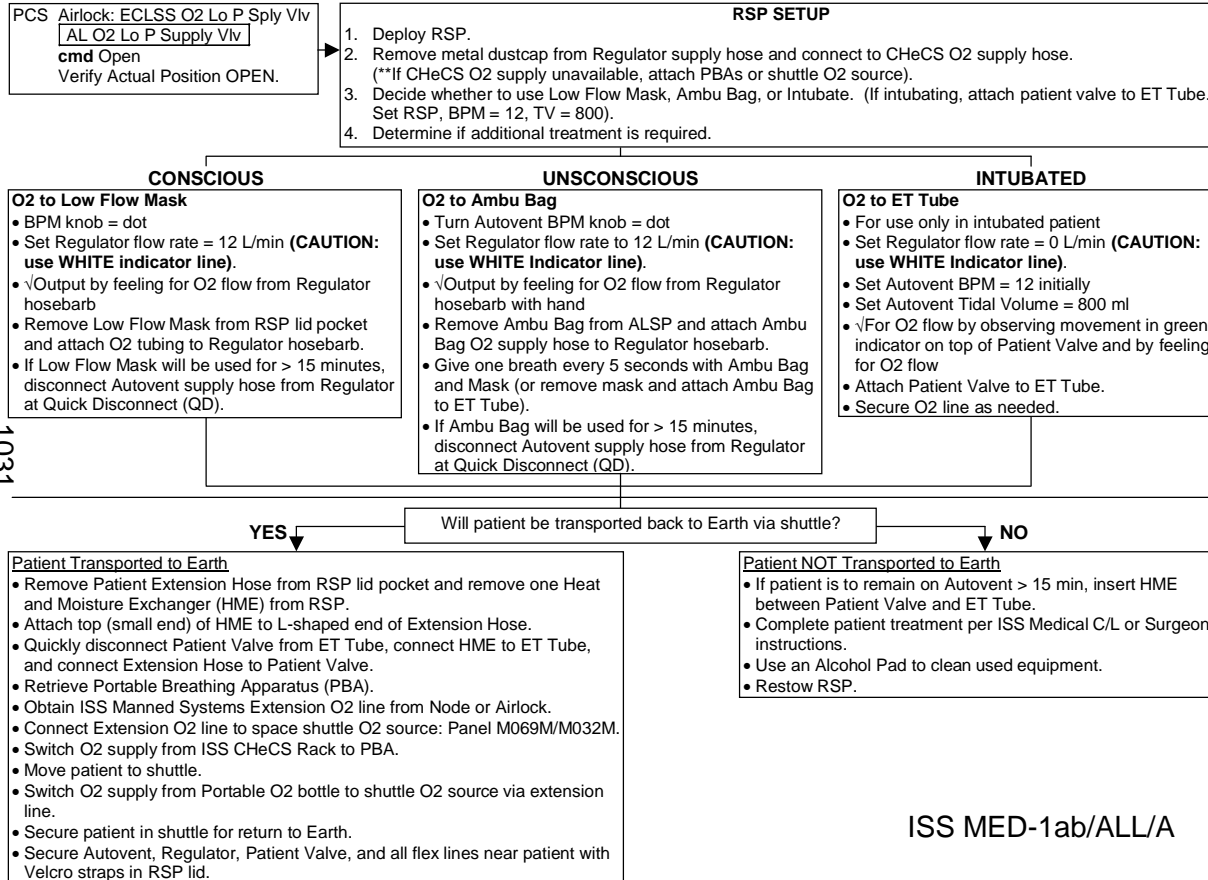 PCS Airlock: ECLSS O2 Lo P Sply Vlv
AL O2 Lo P Supply Vlv
cmd Open
Verify Actual Position OPEN.
RSP SETUP
1. Deploy RSP.
2. Remove metal dustcap from Regulator supply hose and connect to CHeCS O2 supply hose.
(**If CHeCS O2 supply unavailable, attach PBAs or shuttle O2 source).
3. Decide whether to use Low Flow Mask, Ambu Bag, or Intubate. (If intubating, attach patient valve to ET Tube.
Set RSP, BPM = 12, TV = 800).
4. Determine if additional treatment is required.
CONSCIOUS
O2 to Low Flow Mask
• BPM knob = dot
• Set Regulator flow rate = 12 L/min (CAUTION:
use WHITE indicator line).
• √Output by feeling for O2 flow from Regulator
hosebarb
• Remove Low Flow Mask from RSP lid pocket
and attach O2 tubing to Regulator hosebarb.
• If Low Flow Mask will be used for > 15 minutes,
disconnect Autovent supply hose from Regulator
at Quick Disconnect (QD).
UNSCONSCIOUS
O2 to Ambu Bag
• Turn Autovent BPM knob = dot
• Set Regulator flow rate to 12 L/min (CAUTION:
use WHITE Indicator line).
• √Output by feeling for O2 flow from Regulator
hosebarb with hand
• Remove Ambu Bag from ALSP and attach Ambu
Bag O2 supply hose to Regulator hosebarb.
• Give one breath every 5 seconds with Ambu Bag
and Mask (or remove mask and attach Ambu Bag
to ET Tube).
• If Ambu Bag will be used for > 15 minutes,
disconnect Autovent supply hose from Regulator
at Quick Disconnect (QD).
INTUBATED
O2 to ET Tube
• For use only in intubated patient
• Set Regulator flow rate = 0 L/min (CAUTION:
use WHITE Indicator line).
• Set Autovent BPM = 12 initially
• Set Autovent Tidal Volume = 800 ml
• √For O2 flow by observing movement in green
indicator on top of Patient Valve and by feeling
for O2 flow
• Attach Patient Valve to ET Tube.
• Secure O2 line as needed.
1031
Will patient be transported back to Earth via shuttle?
YES
NO
Patient Transported to Earth
• Remove Patient Extension Hose from RSP lid pocket and remove one Heat
and Moisture Exchanger (HME) from RSP.
• Attach top (small end) of HME to L-shaped end of Extension Hose.
• Quickly disconnect Patient Valve from ET Tube, connect HME to ET Tube,
and connect Extension Hose to Patient Valve.
• Retrieve Portable Breathing Apparatus (PBA).
• Obtain ISS Manned Systems Extension O2 line from Node or Airlock.
• Connect Extension O2 line to space shuttle O2 source: Panel M069M/M032M.
• Switch O2 supply from ISS CHeCS Rack to PBA.
• Move patient to shuttle.
• Switch O2 supply from Portable O2 bottle to shuttle O2 source via extension
line.
• Secure patient in shuttle for return to Earth.
• Secure Autovent, Regulator, Patient Valve, and all flex lines near patient with
Velcro straps in RSP lid.
Patient NOT Transported to Earth
• If patient is to remain on Autovent > 15 min, insert HME
between Patient Valve and ET Tube.
• Complete patient treatment per ISS Medical C/L or Surgeon
instructions.
• Use an Alcohol Pad to clean used equipment.
• Restow RSP.
ISS MED-1ab/ALL/A